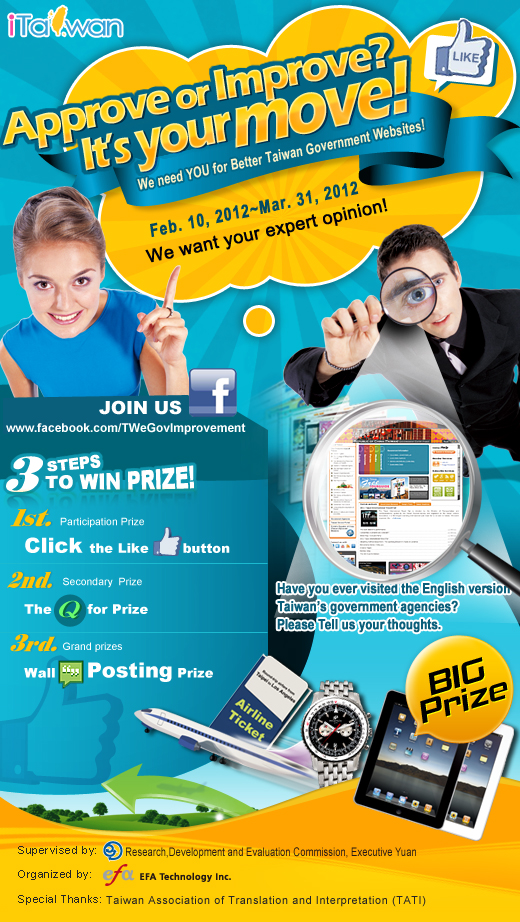 iTaiwan
LIKE
Approve or Improve?
It's your move!
We need YOU for Better Taiwan Government Websites!
Feb. 10, 2012~Mar. 31, 2012
We want your expert opinion!
JOIN US
www.facebook.com/TWeGovImprovement
3 STEPS
TO WIN PRIZE!
1st. Participation Prize
Click the Like button
2nd. Secondary Prize
The Q for Prize
3rd. Grand prizes
Wall Posting Prize
Have you ever visited the English version
Taiwan's government agencies?
Please Tell us your thoughts.
Taipei to Los Angeles
Airline
Ticket
BIG
Prize
Supervised by: Research,Development and Evaluation Commission, Executive Yuan
Organized by: efa EFA Technology Inc.
Special Thanks: Taiwan Association of Translation and Interpretation (TATI)